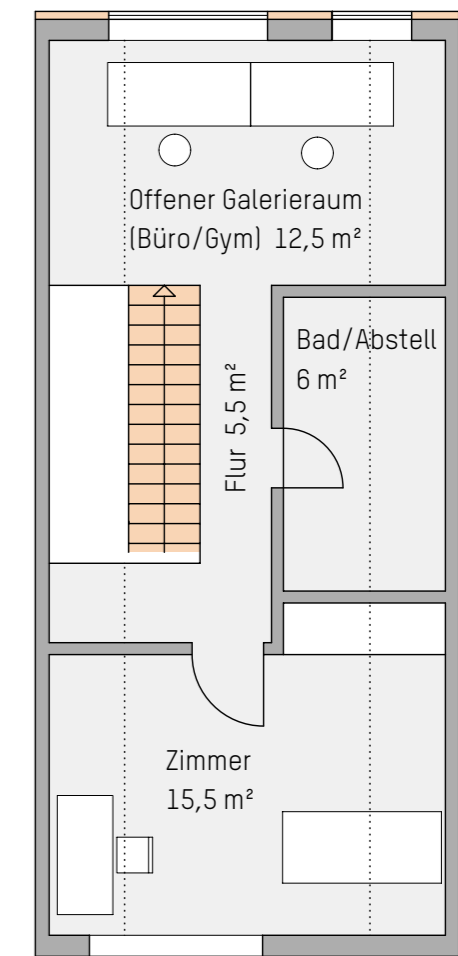 Offener Galerieraum
(Büro/Gym) 12,5 m²
Bad/Abstell
6 m²
Flur 5,5 m²
Zimmer
15,5 m²